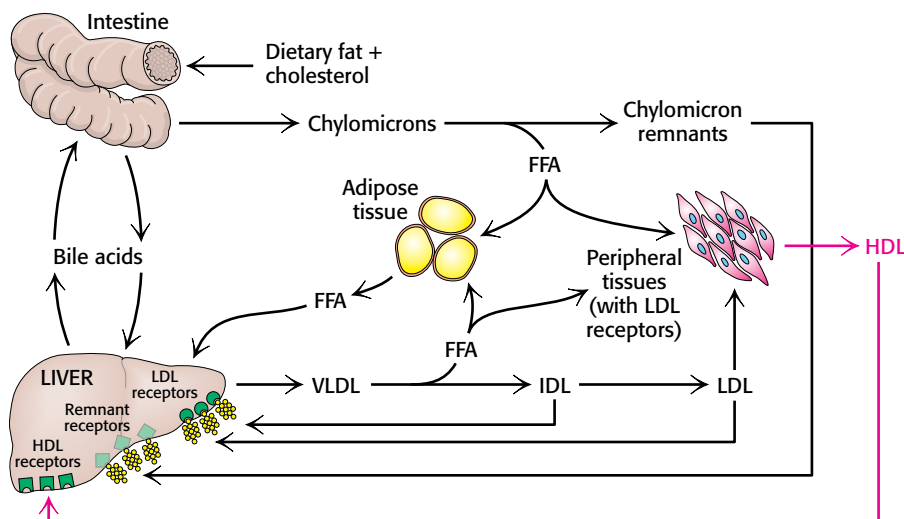 Intestine
Dietary fat +
cholesterol
Chylomicrons
Chylomicron
remnants
FFA
Adipose
tissue
Bile acids
HDL
Peripheral
tissues
(with LDL
receptors)
FFA
FFA
LIVER
LDL
receptors
VLDL
IDL
LDL
Remnant
receptors
HDL
receptors